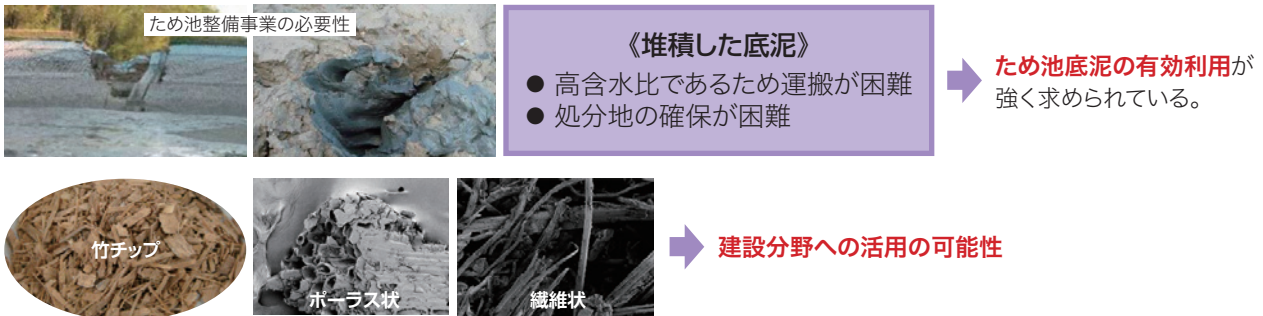 ため池整備事業の必要性
《堆積した底泥》
● 高含水比であるため運搬が困難
● 処分地の確保が困難
ため池底泥の有効利用が
強く求められている。
竹チップ
ポーラス状
繊維状
建設分野への活用の可能性